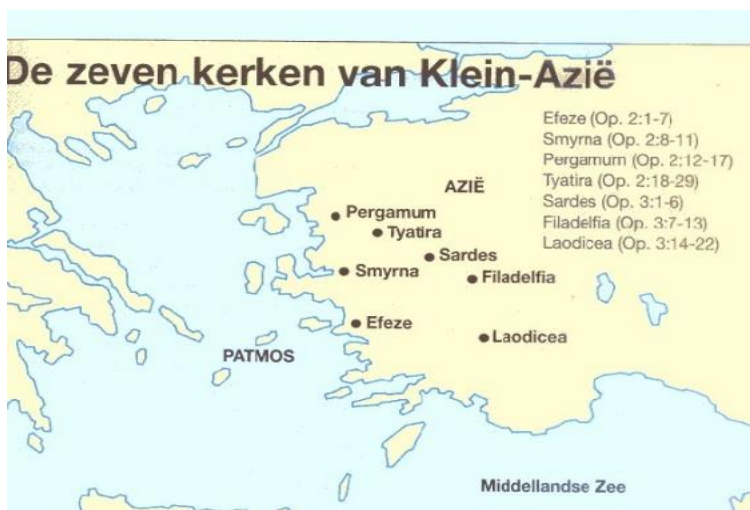 De zeven kerken van Klein-Azië
Efeze (Op. 2:1-7)
Smyrna (Op. 2:8-11)
Pergamum (Op. 2:12-17)
Tyatira (Op. 2:18-29)
Sardes (Op. 3:1-6)
Filadelfia (Op. 3:7-13)
Laodicea (Op. 3:14-22)
AZIË
Pergamum
Tyatira
Sardes
Smyrna
Filadelfia
Efeze
Laodicea
PATMOS
Middellandse Zee